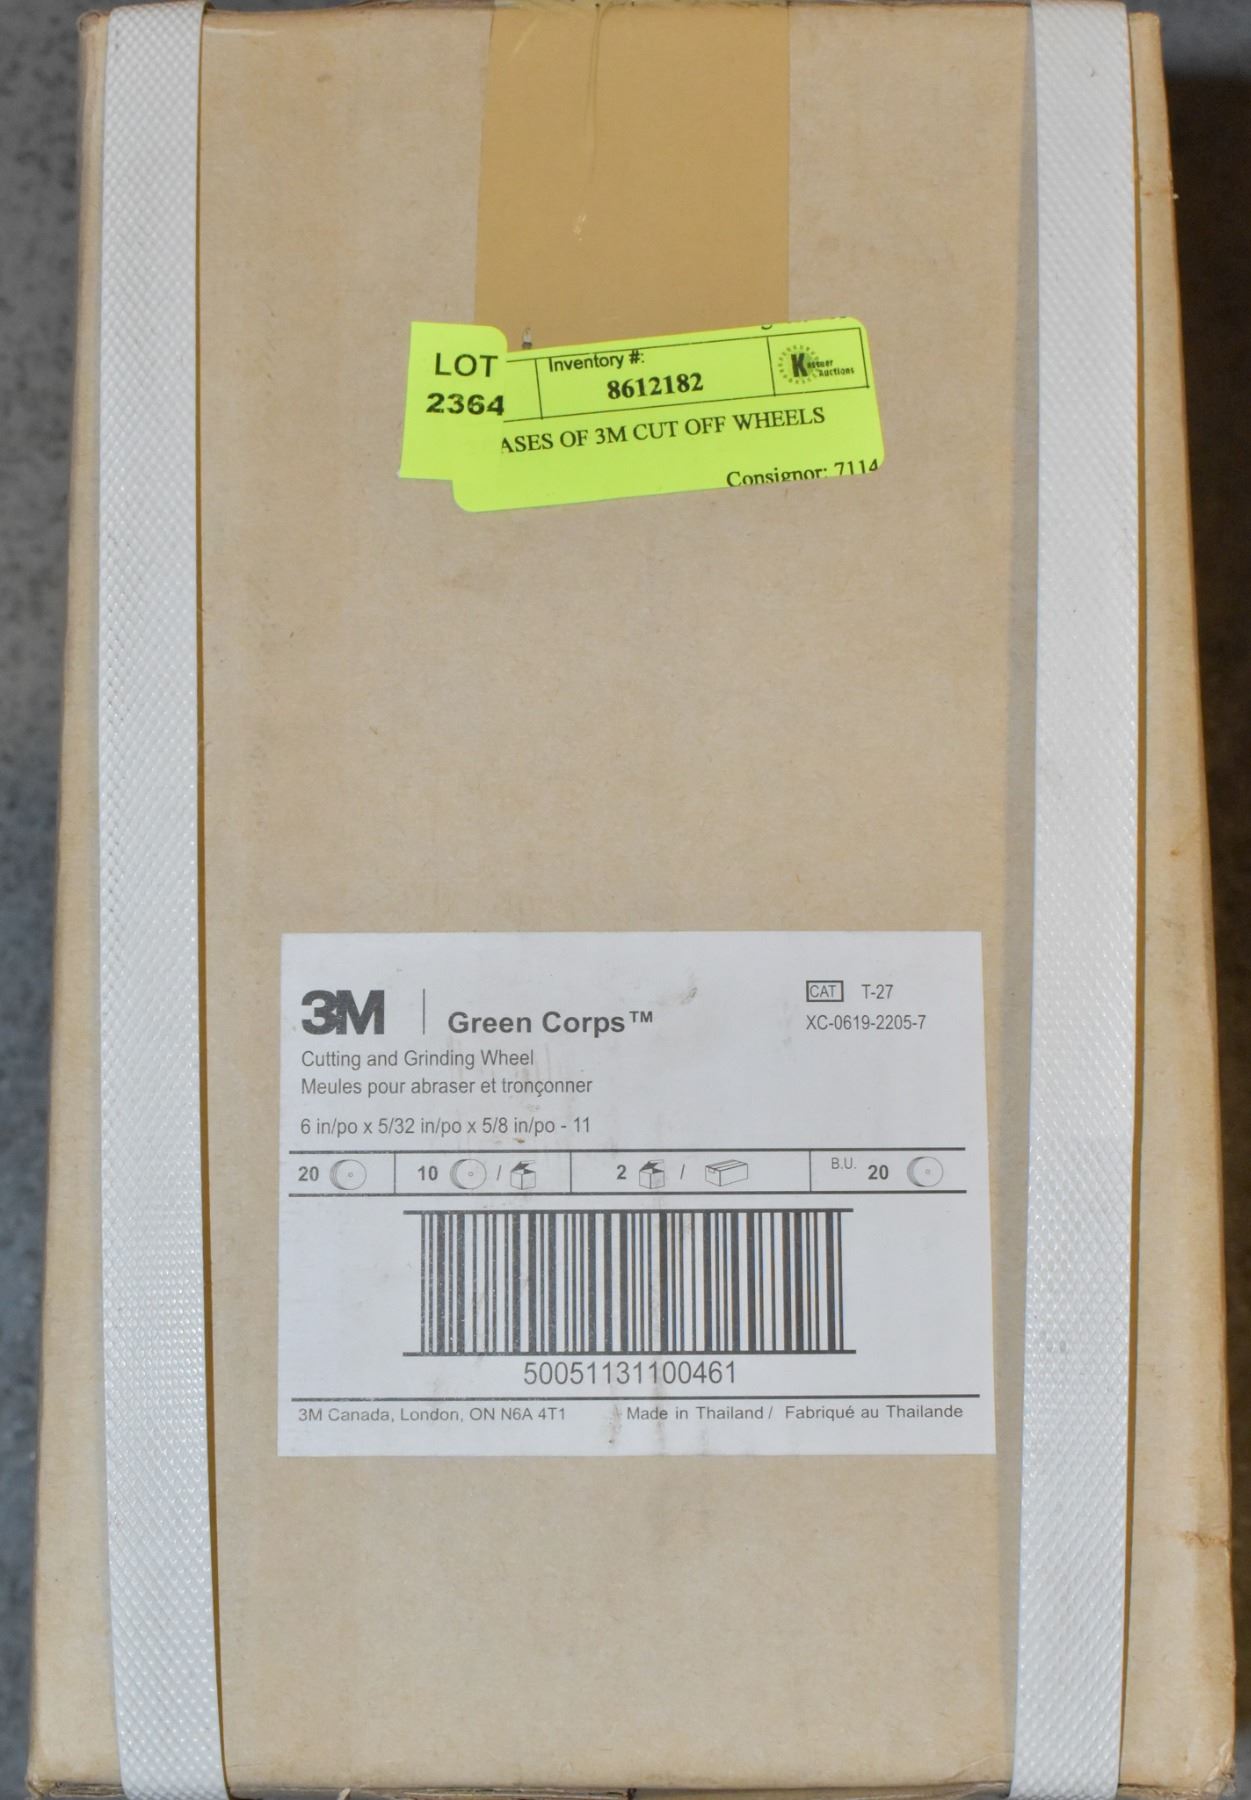 LOT
2364
Inventory #:
8612182
Auctions
ASES OF 3M CUT OFF WHEELS
Consignor: 7114
3M
Green Corps™
CAT T-27
XC-0619-2205-7
Cutting and Grinding Wheel
Meules pour abraser et tronçonner
6 in/po x 5/32 in/po x 5/8 in/po - 11
20
10 /
2 /
B.U. 20
50051131100461
3M Canada, London, ON N6A 4T1 Made in Thailand / Fabriqué au Thailande